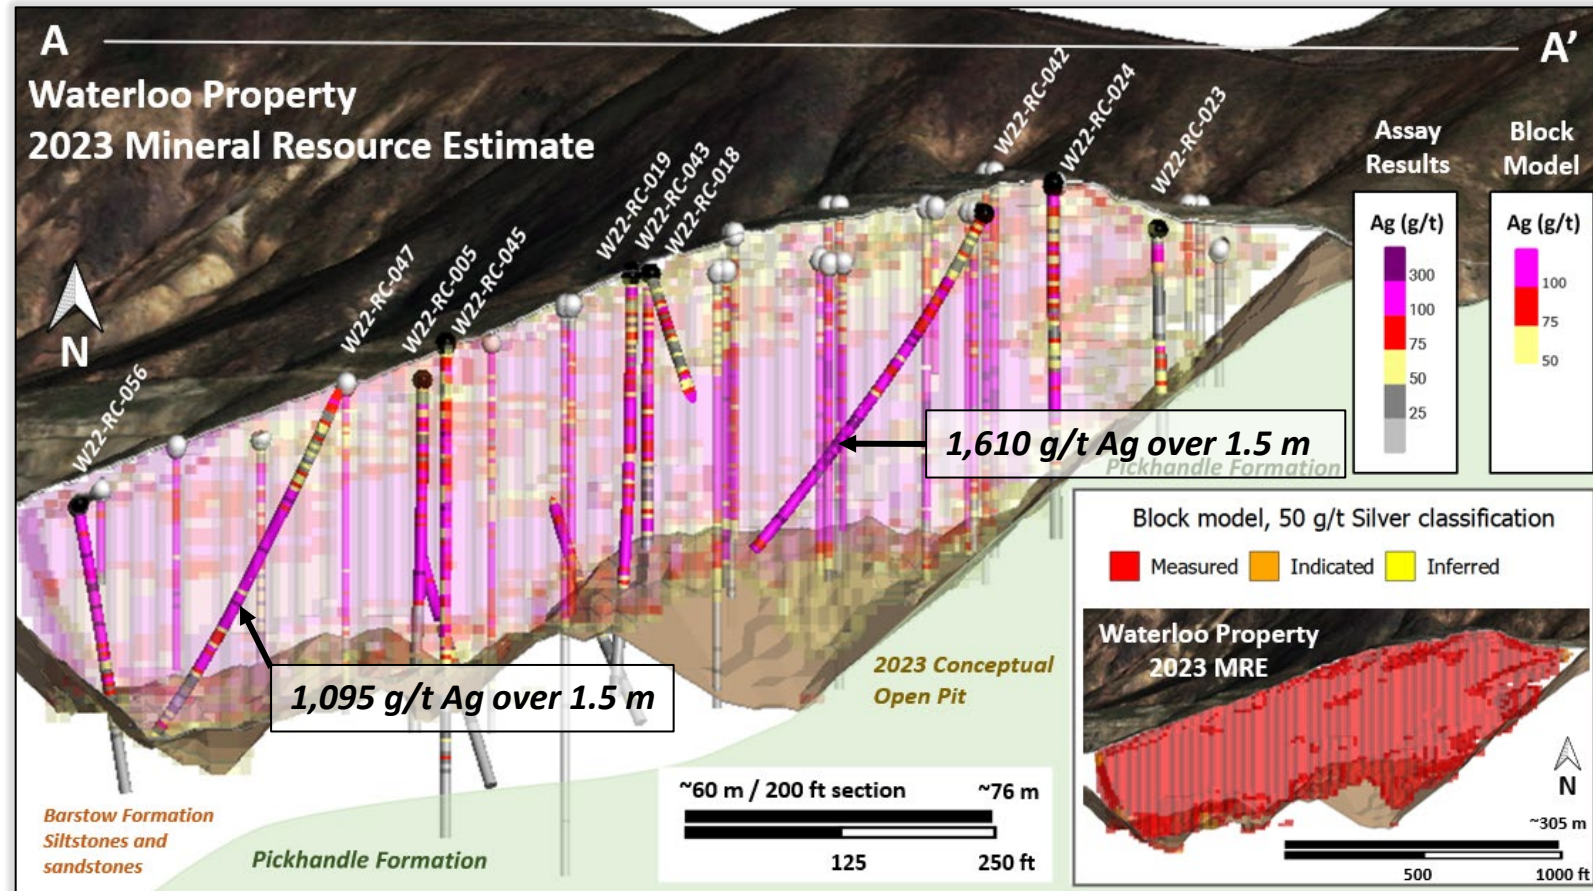 A
A'
Waterloo Property
2023 Mineral Resource Estimate
W22-RC-056
W22-RC-047
W22-RC-005
W22-RC-045
W22-RC-019
W22-RC-043
W22-RC-018
W22-RC-042
W22-RC-024
W22-RC-023
N
Assay
Results
Ag (g/t)
300
100
75
50
25
Block
Model
Ag (g/t)
100
75
50
1,610 g/t Ag over 1.5 m
Pickhandle Formation
1,095 g/t Ag over 1.5 m
2023 Conceptual
Open Pit
Barstow Formation
Siltstones and
sandstones
Pickhandle Formation
~60 m / 200 ft section
~76 m
125
250 ft
Block model, 50 g/t Silver classification
Measured
Indicated
Inferred
Waterloo Property
2023 MRE
N
~305 m
500
1000 ft